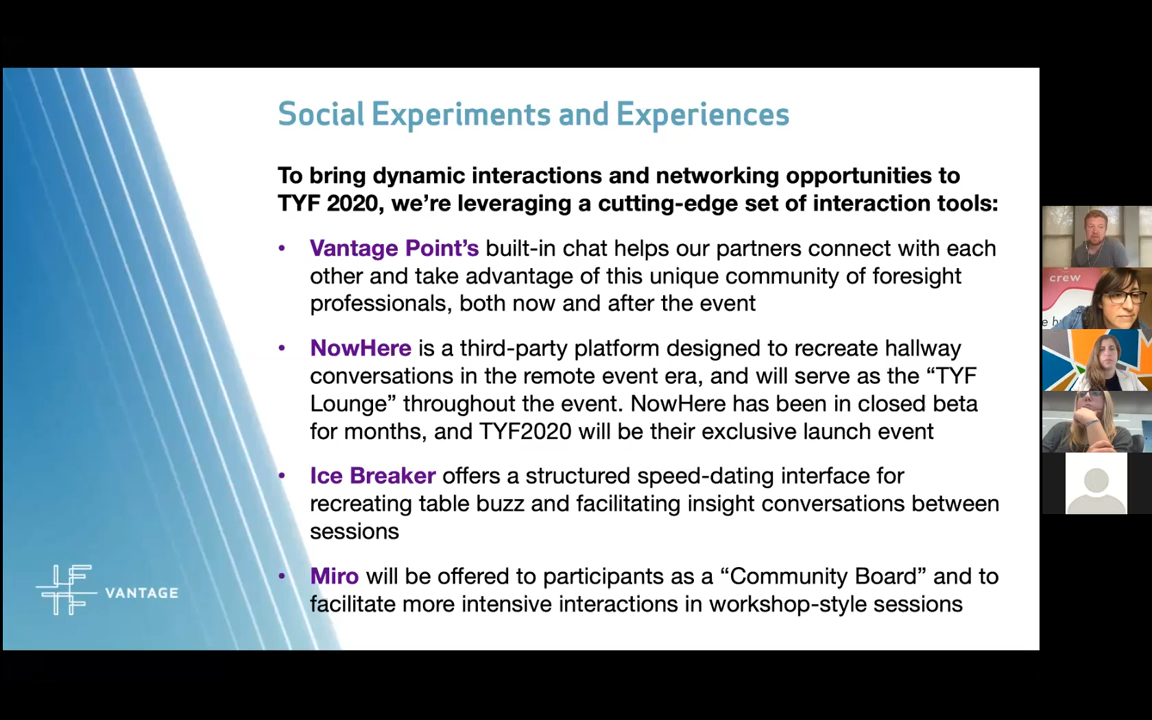 Social Experiments and Experiences
To bring dynamic interactions and networking opportunities to
TYF 2020, we’re leveraging a cutting-edge set of interaction tools:
• Vantage Point’s built-in chat helps our partners connect with each
other and take advantage of this unique community of foresight
professionals, both now and after the event
• NowHere is a third-party platform designed to recreate hallway
conversations in the remote event era, and will serve as the “TYF
Lounge” throughout the event. NowHere has been in closed beta
for months, and TYF2020 will be their exclusive launch event
• Ice Breaker offers a structured speed-dating interface for
recreating table buzz and facilitating insight conversations between
sessions
• Miro will be offered to participants as a “Community Board” and to
facilitate more intensive interactions in workshop-style sessions
VANTAGE
crew